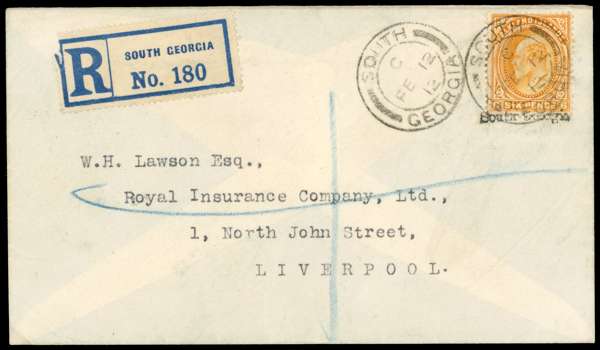 R
SOUTH GEORGIA
No. 180
SOUTH GEORGIA
C
FE 12
12
SOUTH
SIX PENCE
South Georgia
W.H. Lawson Esq.,
Royal Insurance Company, Ltd.,
1, North John Street,
LIVERPOOL.